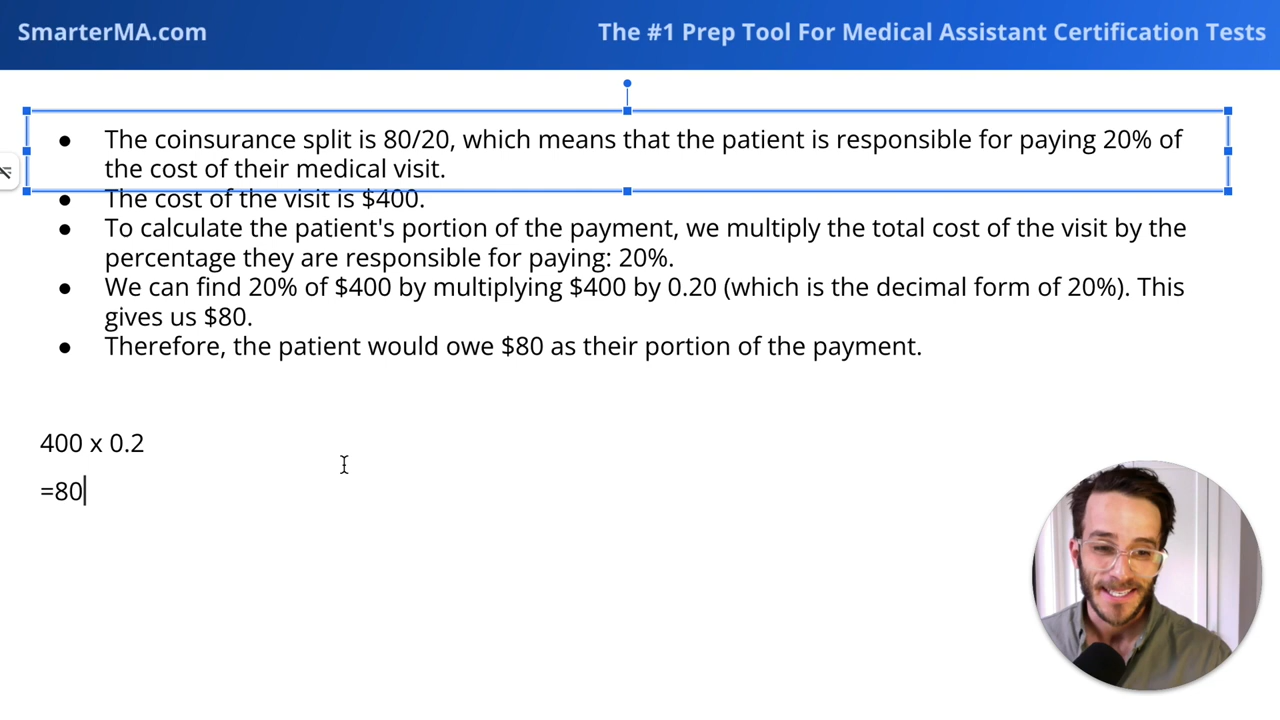 SmarterMA.com
The #1 Prep Tool For Medical Assistant Certification Tests
● The coinsurance split is 80/20, which means that the patient is responsible for paying 20% of
the cost of their medical visit.
● The cost of the visit is $400.
● To calculate the patient's portion of the payment, we multiply the total cost of the visit by the
percentage they are responsible for paying: 20%.
● We can find 20% of $400 by multiplying $400 by 0.20 (which is the decimal form of 20%). This
gives us $80.
● Therefore, the patient would owe $80 as their portion of the payment.
400 x 0.2
=80